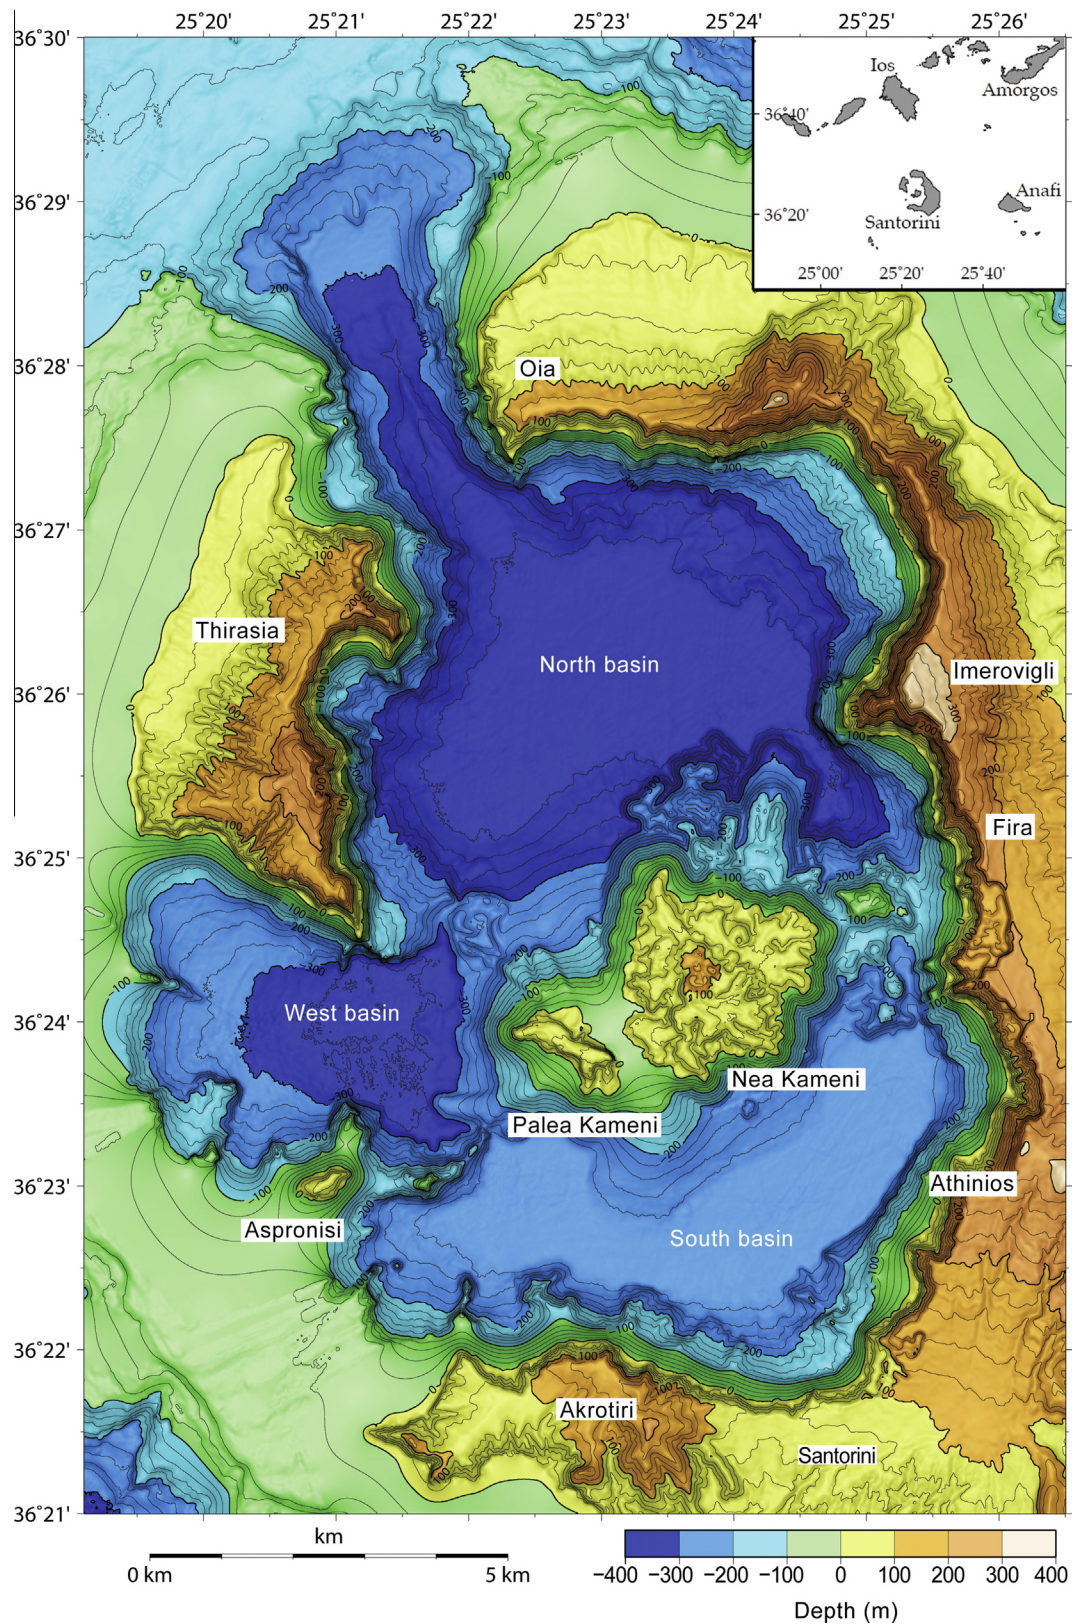 25°20' 25°21' 25°22' 25°23' 25°24' 25°25' 25°26'
36°30'
36°29'
36°28'
36°27'
36°26'
36°25'
36°24'
36°23'
36°22'
36°21'
Ios
Amorgos
36°40'
Anafi
36°20'
Santorini
25°00' 25°20' 25°40'
Oia
Thirasia
North basin
Imerovigli
Fira
West basin
Nea Kameni
Palea Kameni
Athinios
Aspronisi
South basin
Akrotiri
Santorini
km
0 km 5 km
−400 −300 −200 −100 0 100 200 300 400
Depth (m)